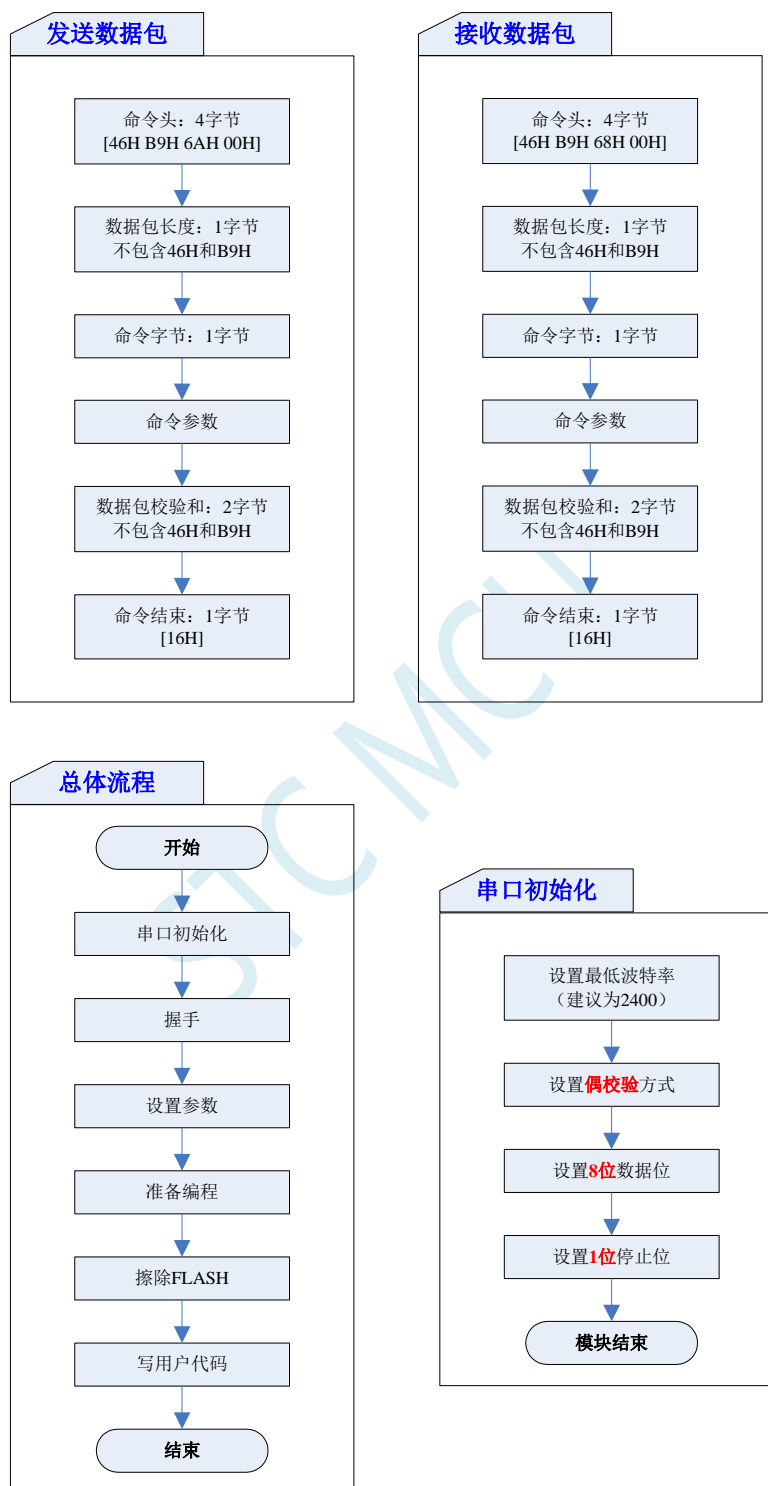 发送数据包
命令头：4字节
[46H B9H 6AH 00H]
数据包长度：1字节
不包含46H和B9H
命令字节：1字节
命令参数
数据包校验和：2字节
不包含46H和B9H
命令结束：1字节
[16H]
接收数据包
命令头：4字节
[46H B9H 68H 00H]
数据包长度：1字节
不包含46H和B9H
命令字节：1字节
命令参数
数据包校验和：2字节
不包含46H和B9H
命令结束：1字节
[16H]
总体流程
开始
串口初始化
握手
设置参数
准备编程
擦除FLASH
写用户代码
结束
串口初始化
设置最低波特率
（建议为2400）
设置偶校验方式
设置8位数据位
设置1位停止位
模块结束
STC MCU